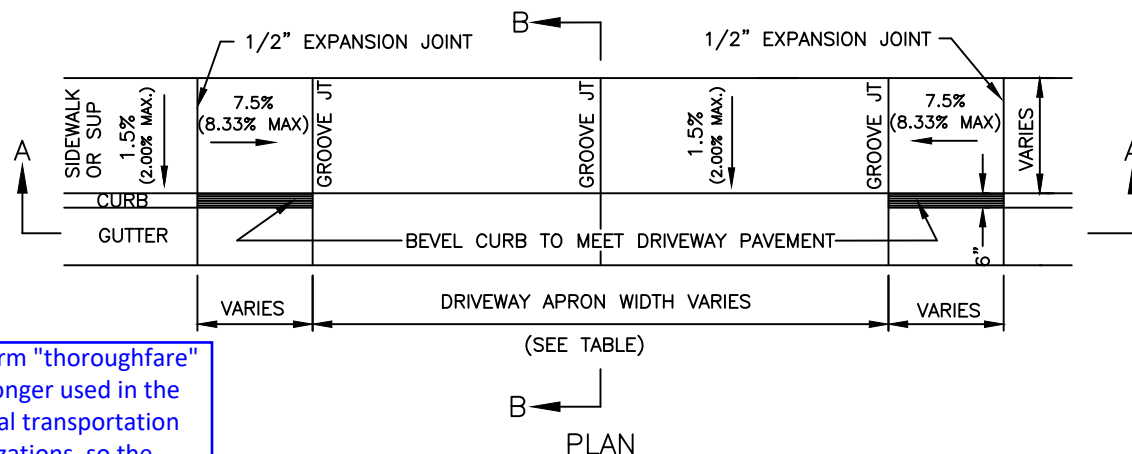 B
1/2" EXPANSION JOINT
1/2" EXPANSION JOINT
SIDEWALK
OR SUP
1.5%
(2.00% MAX.)
7.5%
(8.33% MAX)
GROOVE JT
GROOVE JT
1.5%
(2.00% MAX.)
GROOVE JT
7.5%
(8.33% MAX)
VARIES
A
A
CURB
GUTTER
BEVEL CURB TO MEET DRIVEWAY PAVEMENT
6"
VARIES
DRIVEWAY APRON WIDTH VARIES
VARIES
(SEE TABLE)
rm "thoroughfare"
onger used in the
al transportation
B
PLAN